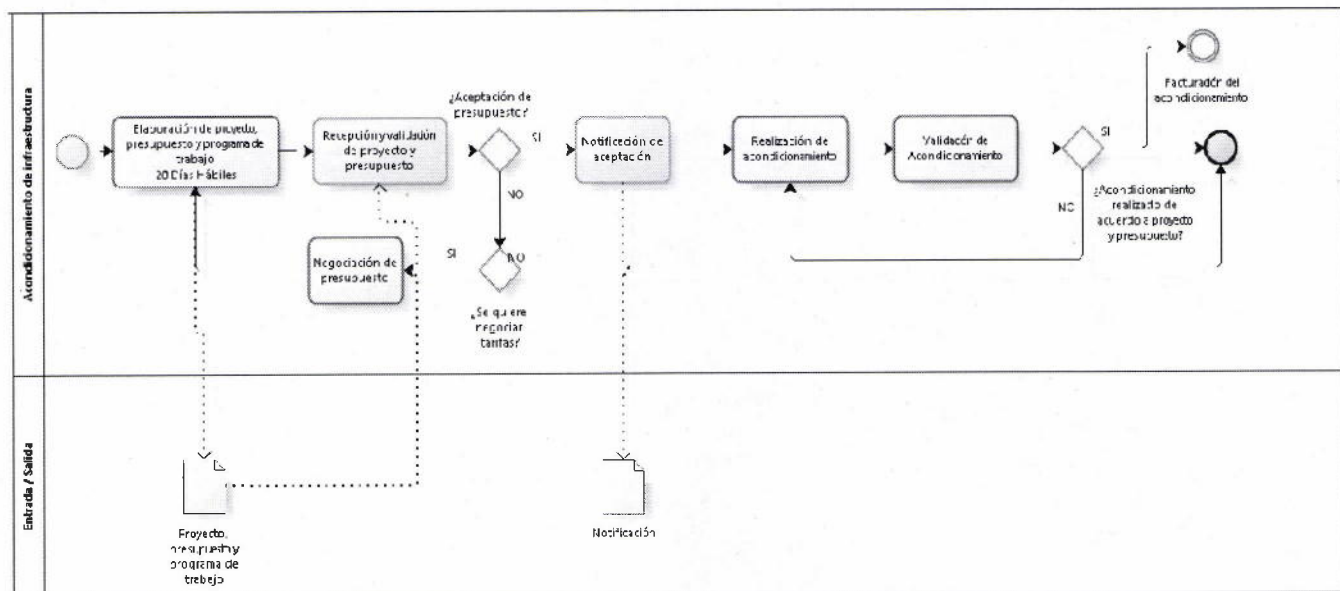 Acondicionamiento de infraestructura
Elaboración de proyecto,
presupuesto y programa de
trabajo
20 Días Hábiles
Recepción y validación
de proyecto y
presupuesto
¿Aceptación de
presupuesto?
SI
NO
Notificación de
aceptación
Realización de
acondicionamiento
Validación de
Acondicionamiento
SI
NO
¿Acondicionamiento
realizado de
acuerdo a proyecto
y presupuesto?
Facturación del
acondicionamiento
Negociación de
presupuesto
SI
NO
¿Se quiere
negociar
tarifas?
Entrada / Salida
Proyecto,
presupuesto y
programa de
trabajo
Notificación